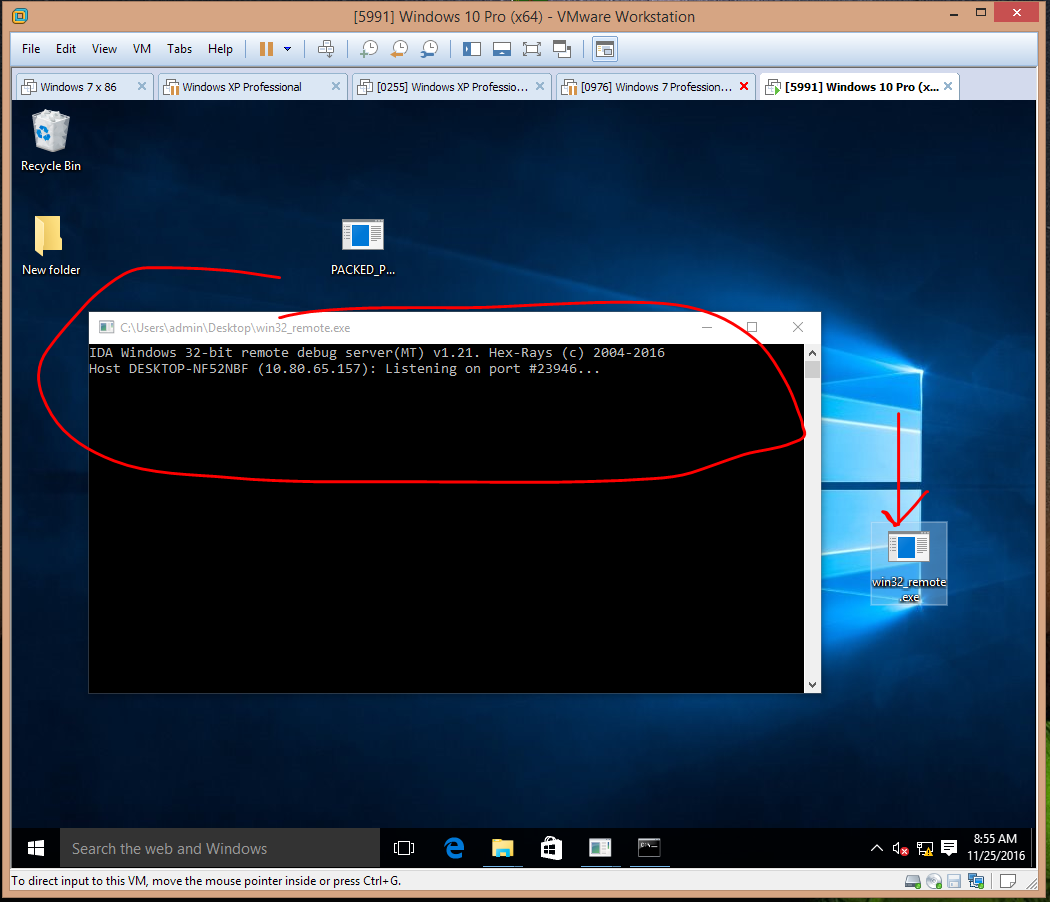 [5991] Windows 10 Pro (x64) - VMware Workstation
File Edit View VM Tabs Help
Windows 7 x 86
Windows XP Professional
[0255] Windows XP Professio...
[0976] Windows 7 Profession...
[5991] Windows 10 Pro (x...
Recycle Bin
New folder
PACKED_P...
C:\Users\admin\Desktop\win32_remote.exe
IDA Windows 32-bit remote debug server(MT) v1.21. Hex-Rays (c) 2004-2016
Host DESKTOP-NF52NBF (10.80.65.157): Listening on port #23946...
win32_remote
.exe
Search the web and Windows
8:55 AM
11/25/2016
To direct input to this VM, move the mouse pointer inside or press Ctrl+G.